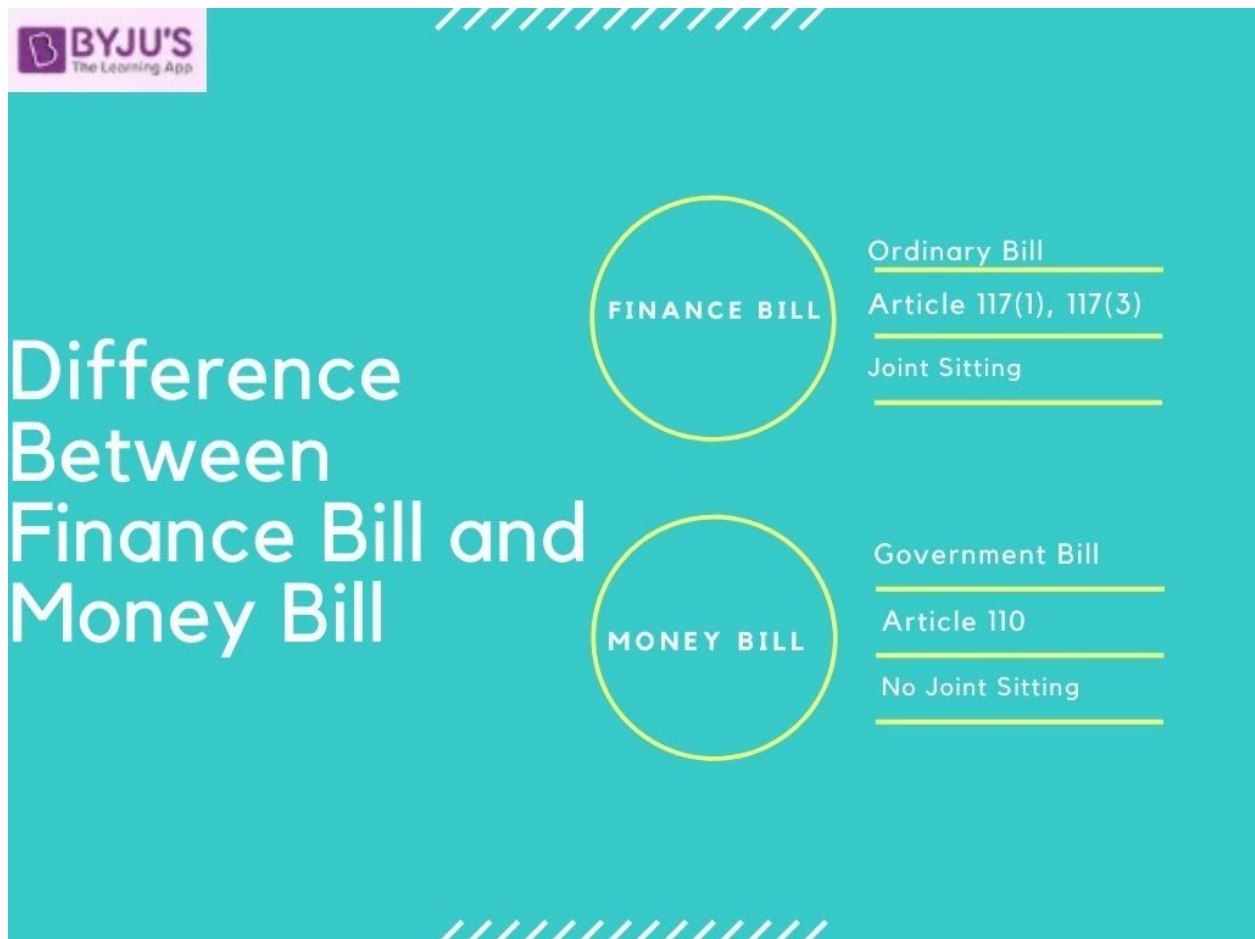 BYJU'S
The Learning App
Difference
Between
Finance Bill and
Money Bill
FINANCE BILL
Ordinary Bill
Article 117(1), 117(3)
Joint Sitting
MONEY BILL
Government Bill
Article 110
No Joint Sitting